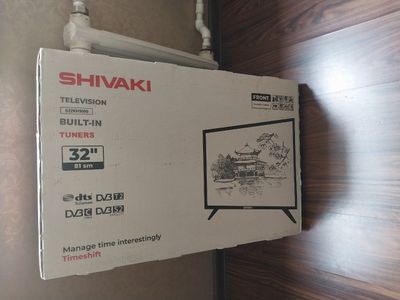 SHIVAKI
TELEVISION
BUILT-IN
TUNERS
32"
81 sm
dts
DVB T2
DVB C DVB S2
Manage time interestingly
Timeshift
FRONT